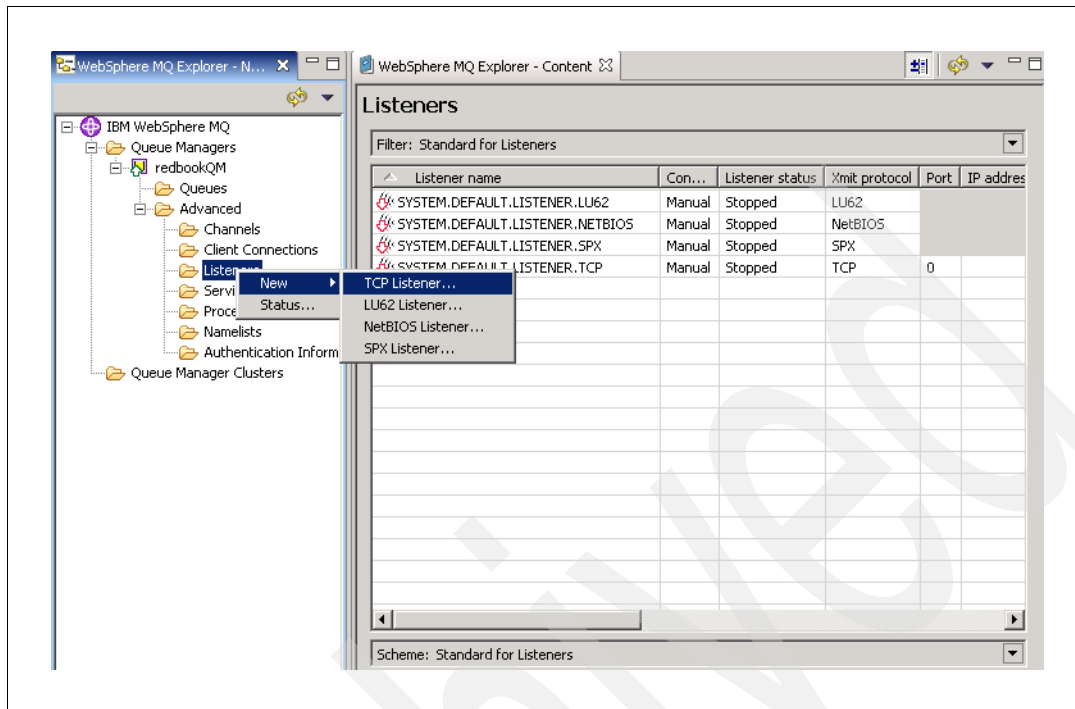 WebSphere MQ Explorer - N...
IBM WebSphere MQ
Queue Managers
redbookQM
Queues
Advanced
Channels
Client Connections
Listeners
Servi
Proce
Namelists
Authentication Inform
Queue Manager Clusters
New
Status...
TCP Listener...
LU62 Listener...
NetBIOS Listener...
SPX Listener...
WebSphere MQ Explorer - Content
Listeners
Filter: Standard for Listeners
Listener name Con... Listener status Xmit protocol Port IP addres
SYSTEM.DEFAULT.LISTENER.LU62 Manual Stopped LU62
SYSTEM.DEFAULT.LISTENER.NETBIOS Manual Stopped NetBIOS
SYSTEM.DEFAULT.LISTENER.SPX Manual Stopped SPX
SYSTEM.DEFAULT.LISTENER.TCP Manual Stopped TCP 0
Scheme: Standard for Listeners